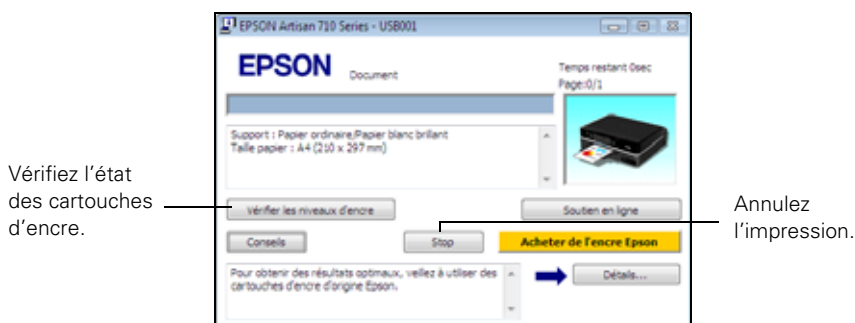 EPSON Artisan 710 Series - USB001
EPSON
Document
Temps restant 0sec
Page:0/1
Support : Papier ordinaire/Papier blanc brillant
Taille papier : A4 (210 x 297 mm)
Vérifiez l’état
des cartouches
d’encre.
Vérifier les niveaux d'encre
Soutien en ligne
Annulez
l’impression.
Conseils
Stop
Acheter de l'encre Epson
Pour obtenir des résultats optimaux, veillez à utiliser des
cartouches d'encre d'origine Epson.
Détails...